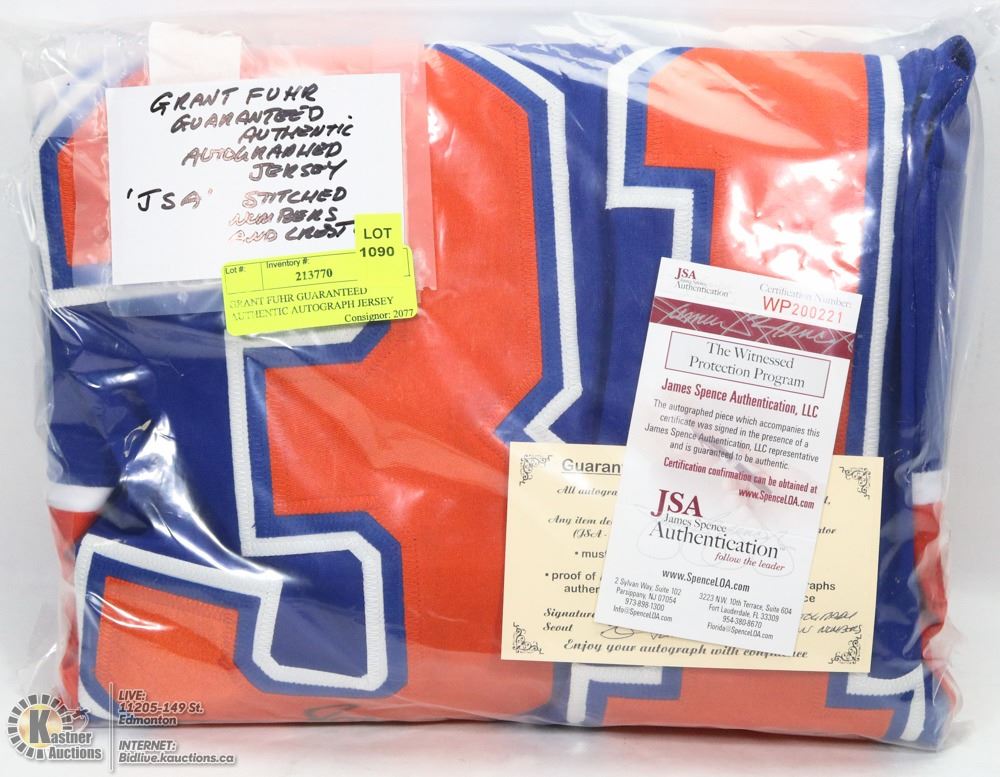 GRANT FUHR
GUARANTEED
AUTHENTIC
AUTOGRAPHED
JERSEY
'JSA' STITCHED
NUMBERS
AND CREST
LOT
1090
Lot #: Inventory #:
213770
GRANT FUHR GUARANTEED
AUTHENTIC AUTOGRAPH JERSEY
Consignor: 2077
31
JSA
Authentication
Certification Number:
WP200221
The Witnessed
Protection Program
James Spence Authentication, LLC
The autographed piece which accompanies this
certificate was signed in the presence of a
James Spence Authentication, LLC representative
and is guaranteed to be authentic.
Certification confirmation can be obtained at
www.SpenceLOA.com
JSA
James Spence
Authentication
follow the leader
www.SpenceLOA.com
2 Sylvan Way, Suite 102
Parsippany, NJ 07054
973-898-1300
Info@SpenceLOA.com
3223 N.W. 10th Terrace, Suite 604
Fort Lauderdale, FL 33309
954-380-8670
Florida@SpenceLOA.com
Guaran
All autogra
Any item de
(JSA -
• must
• proof of
authen
Signature
Scout
NUMBERS
Enjoy your autograph with confidence
Kastner
Auctions
LIVE:
11205-149 St.
Edmonton
INTERNET:
Bidlive.kauctions.ca